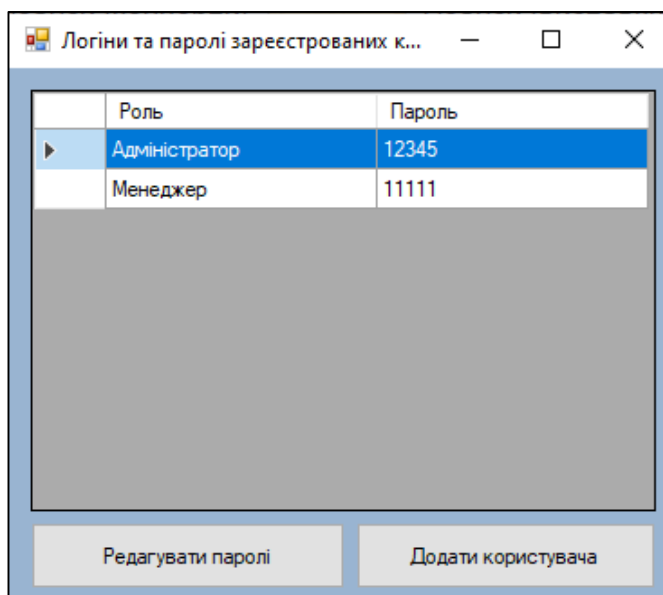 Логіни та паролі зареєстрованих к...
Роль Пароль
Адміністратор 12345
Менеджер 11111
Редагувати паролі Додати користувача